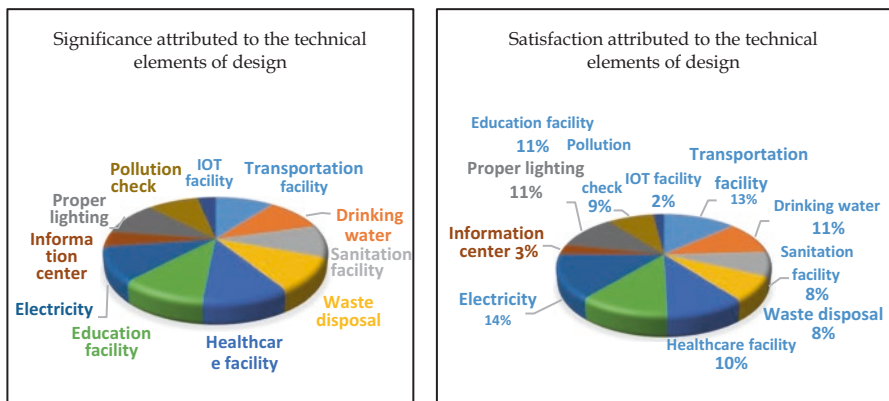 Significance attributed to the technical
elements of design
Pollution
check
IOT
facility
Transportation
facility
Proper
lighting
Drinking
water
Informa
tion
center
Sanitation
facility
Electricity
Waste
disposal
Education
facility
Healthcar
e facility
Satisfaction attributed to the technical
elements of design
Education facility
11%
Pollution
check
9%
Proper lighting
11%
IOT facility
2%
Transportation
facility
13%
Drinking water
11%
Information
center 3%
Sanitation
facility
8%
Electricity
14%
Waste disposal
8%
Healthcare facility
10%